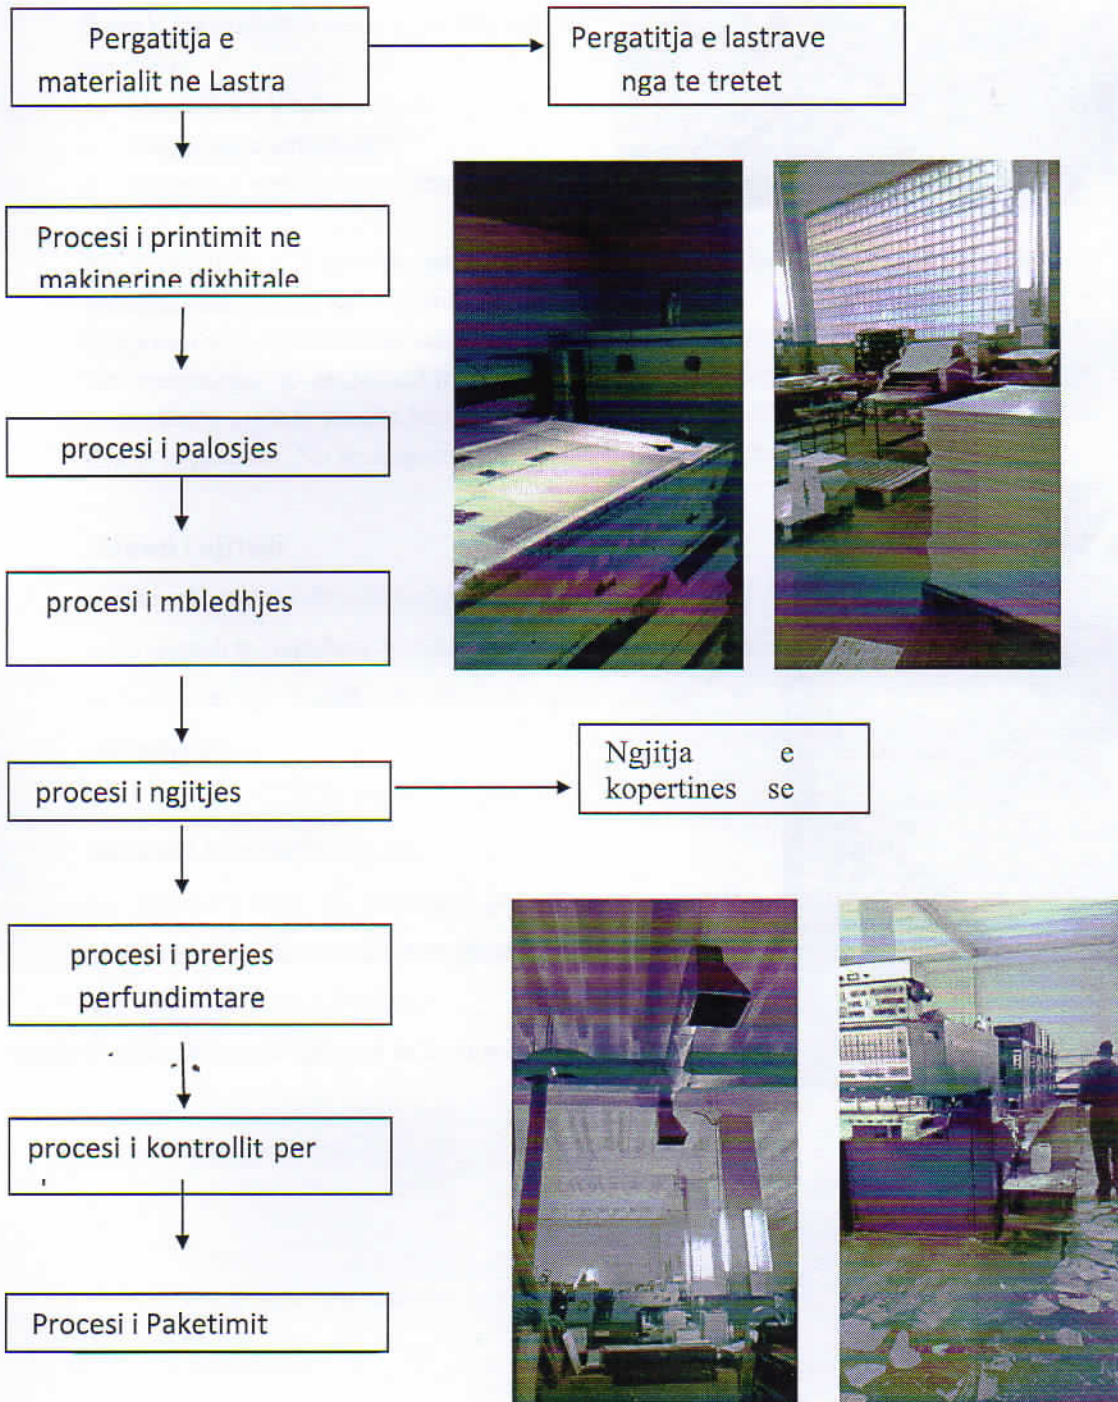 Pergatitja e
materialit ne Lastra
Pergatitja e lastrave
nga te tretet
Procesi i printimit ne
makinerine dixhitale
procesi i palosjes
procesi i mbledhjes
procesi i ngjitjes
Ngjitja e
kopertines se
procesi i prerjes
perfundimtare
procesi i kontrollit per
Procesi i Paketimit